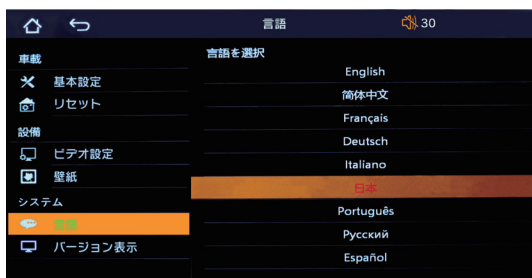 言語
30
車載
基本設定
リセット
設備
ビデオ設定
壁紙
システム
言語
バージョン表示
言語を選択
English
简体中文
Français
Deutsch
Italiano
日本
Português
Русский
Español